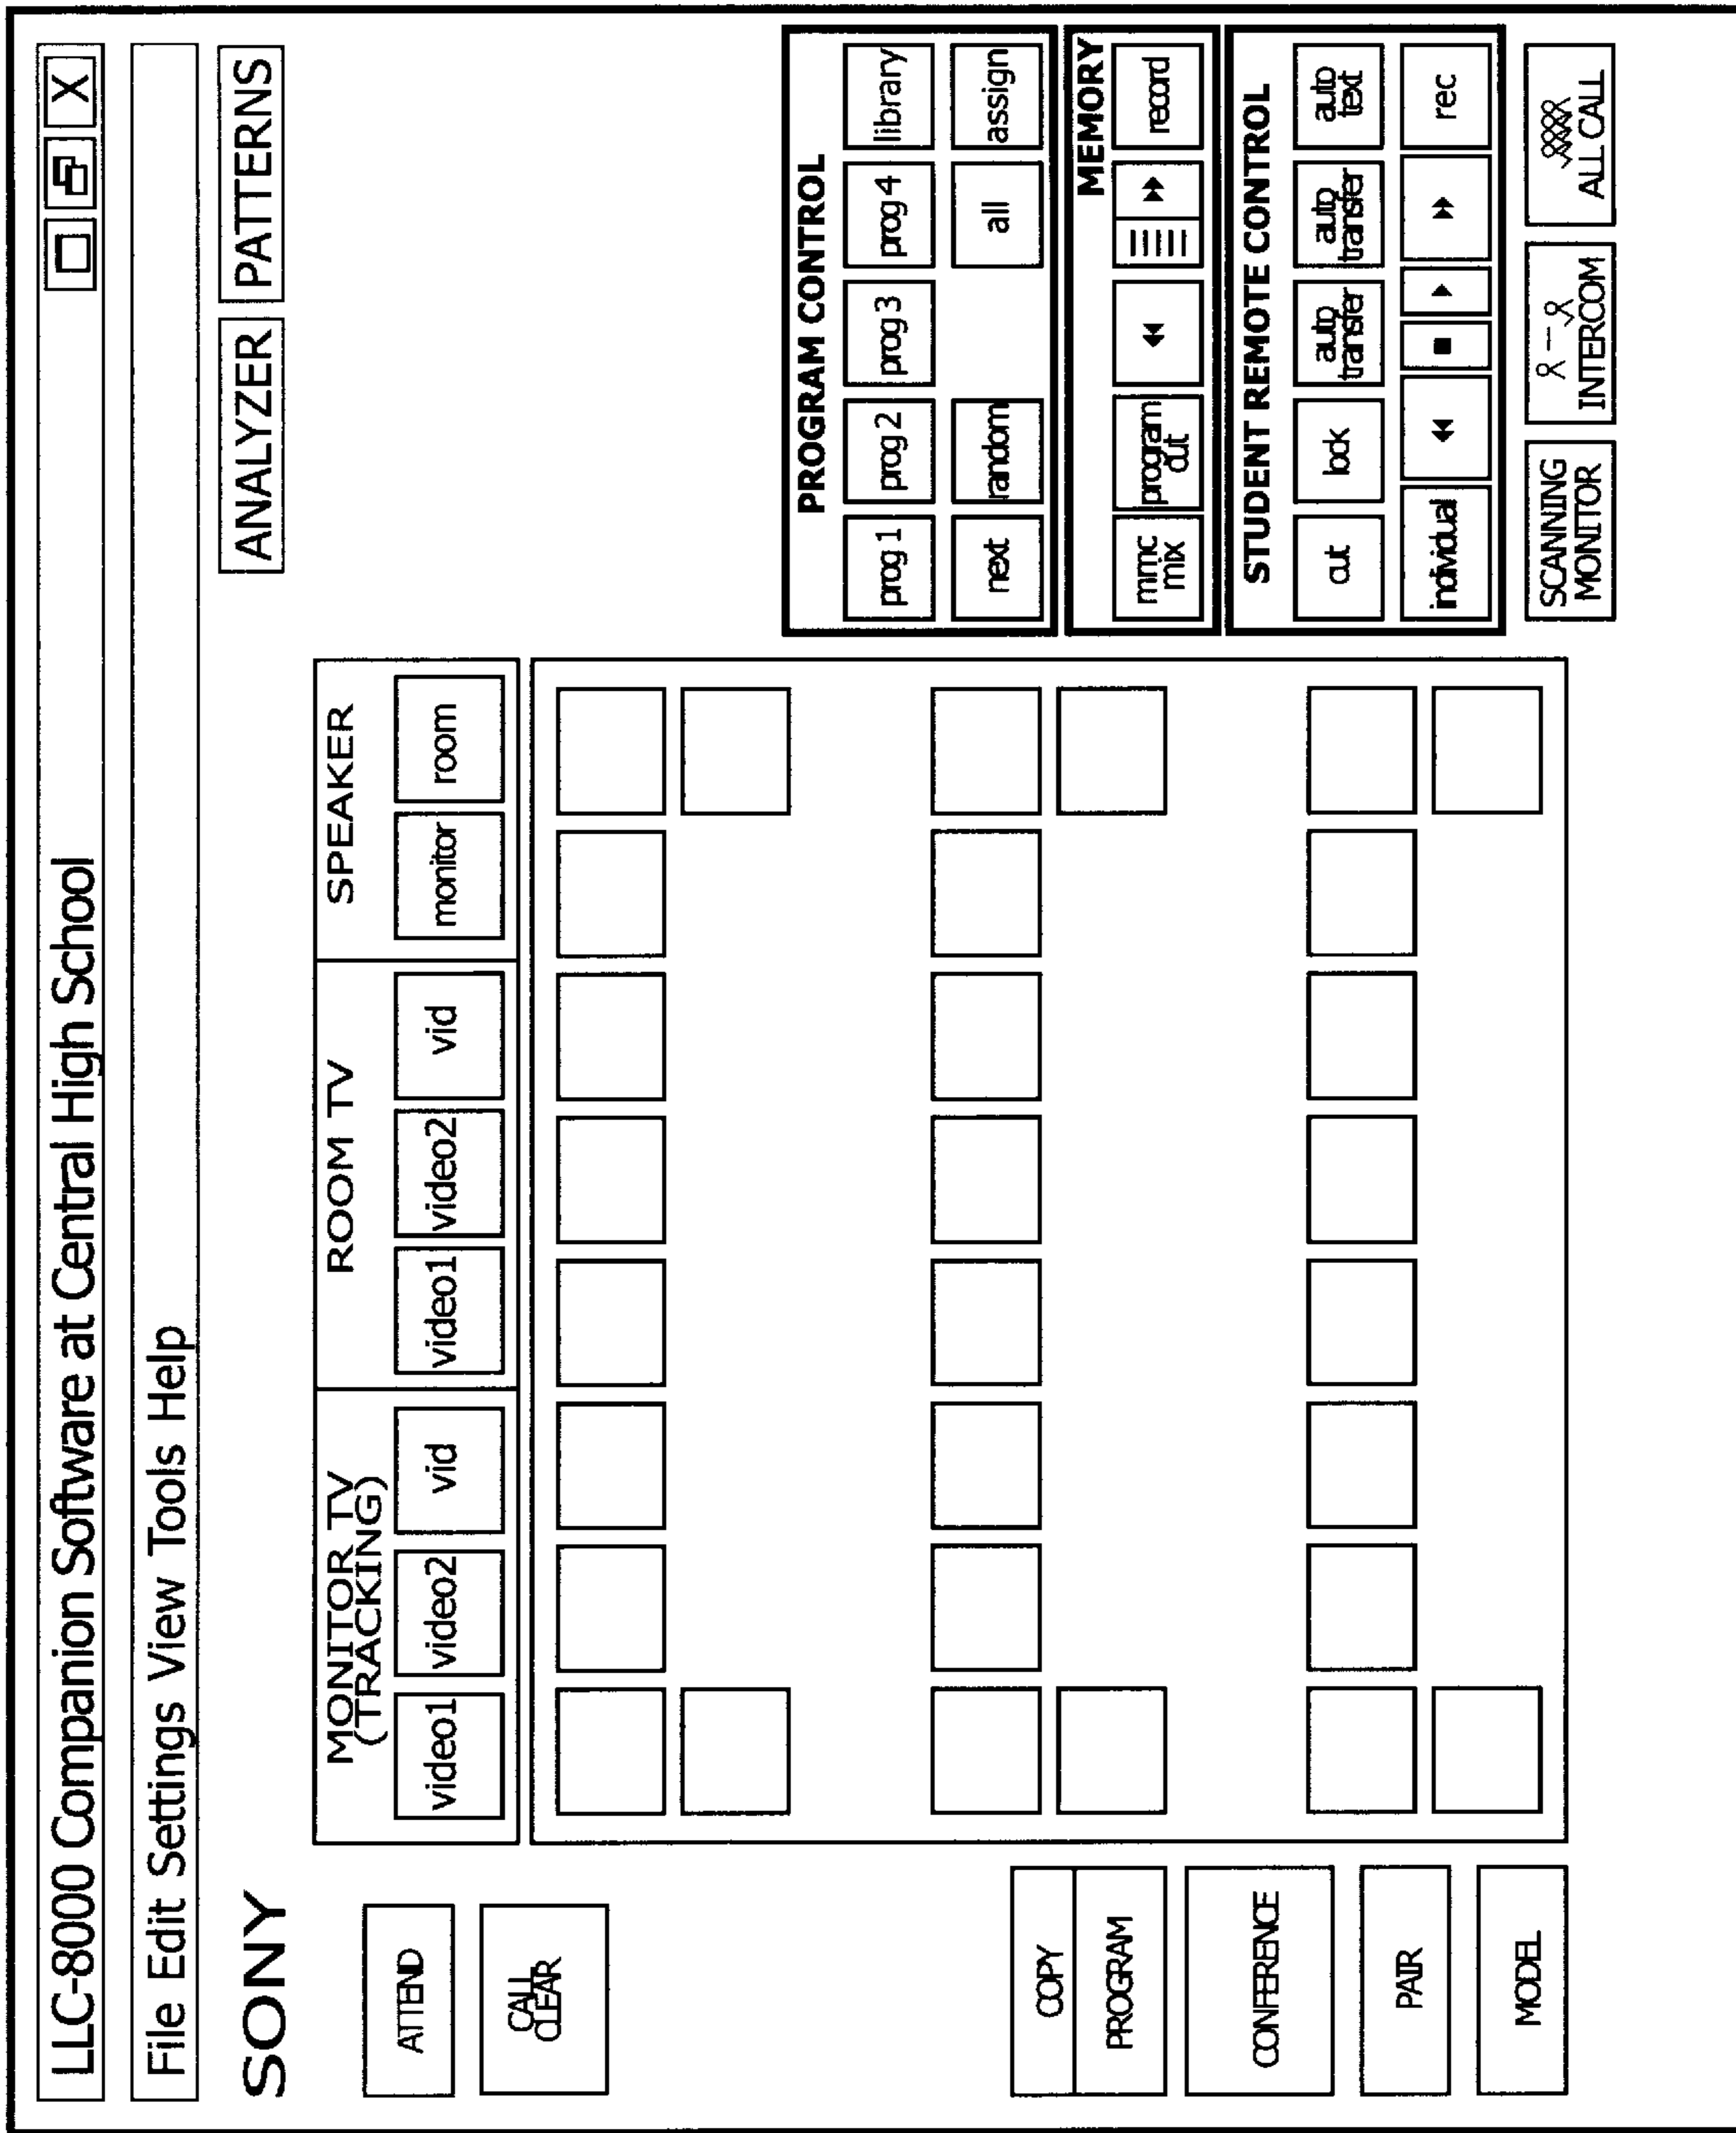 LLC-8000 Companion Software at Central High School
X
File Edit Settings View Tools Help
SONY
ANALYZER
PATTERNS
ATTEND
CALL
CLEAR
COPY
PROGRAM
CONFERENCE
PAIR
MODEL
MONITOR TV
(TRACKING)
video1 video2 vid
ROOM TV
video1 video2 vid
SPEAKER
monitor room
PROGRAM CONTROL
prog 1 prog 2 prog 3 prog 4 library
next random all assign
MEMORY
mmc
mix
program
cut
record
STUDENT REMOTE CONTROL
cut
lock
auto
transfer
auto
transfer
auto
text
individual
rec
SCANNING
MONITOR
INTERCOM
ALL CALL